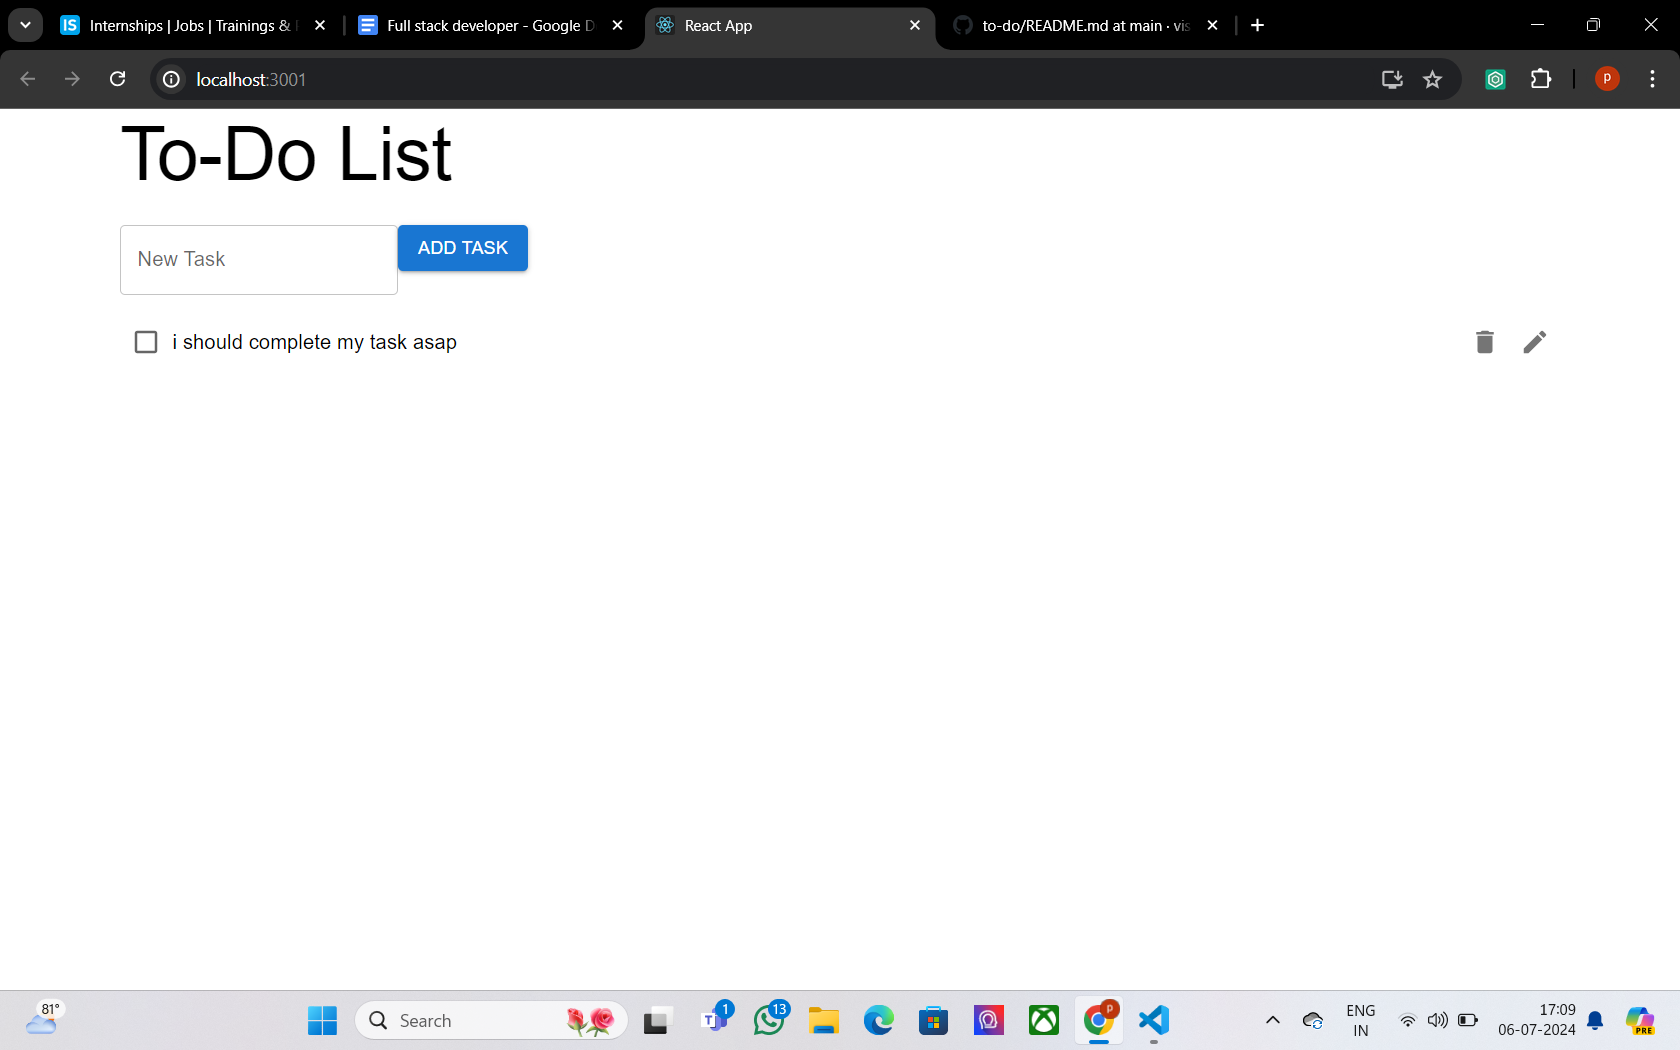 IS Internships | Jobs | Trainings &
Full stack developer - Google D
React App
to-do/README.md at main · vis
localhost:3001
P
To-Do List
New Task
ADD TASK
i should complete my task asap
81°
Search
T
1
13
P
ENG
IN
17:09
06-07-2024
PRE